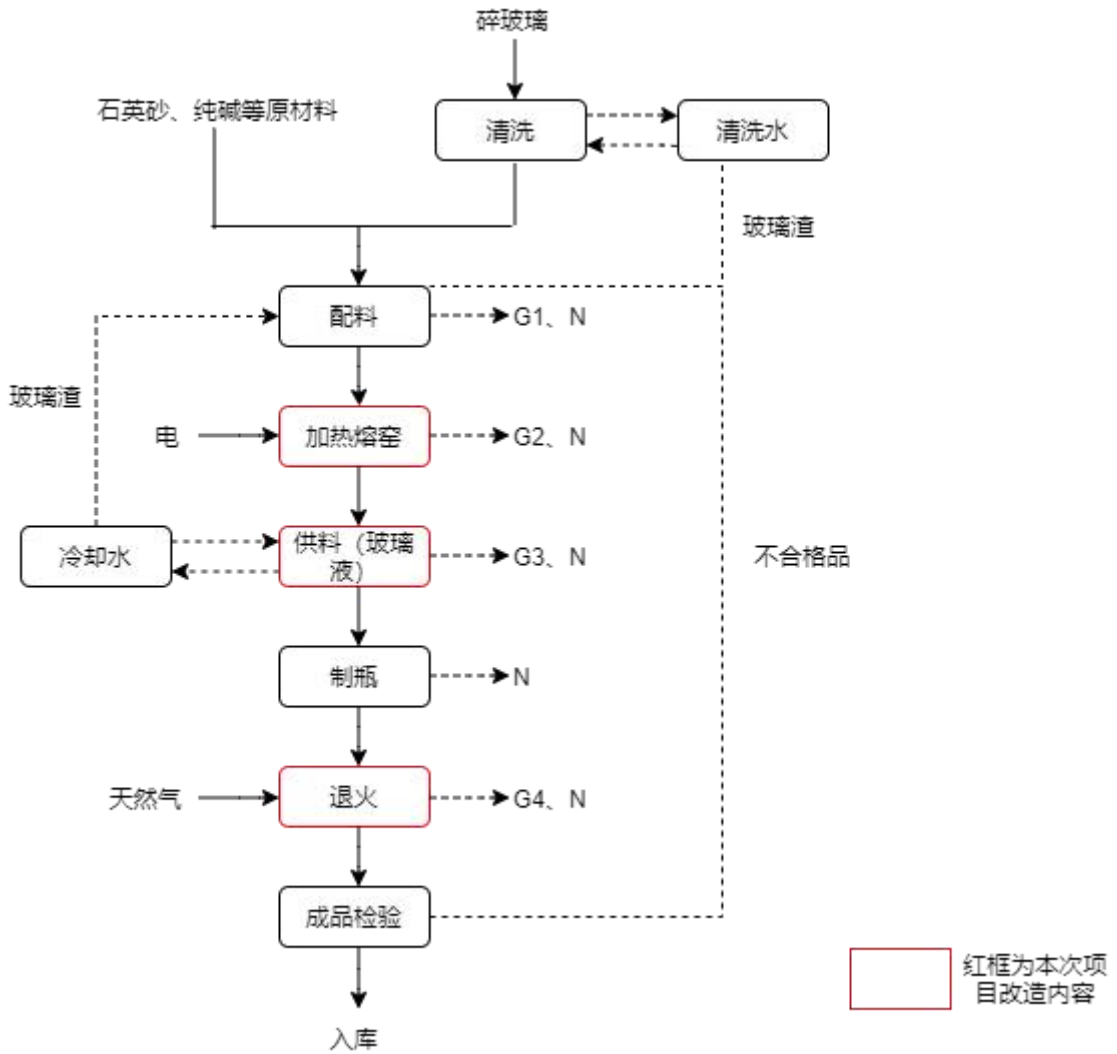 碎玻璃
石英砂、纯碱等原材料
清洗
清洗水
玻璃渣
配料
G1、N
玻璃渣
电
加热熔窑
G2、N
冷却水
供料（玻璃
液）
G3、N
不合格品
制瓶
N
天然气
退火
G4、N
成品检验
红框为本次项
目改造内容
入库